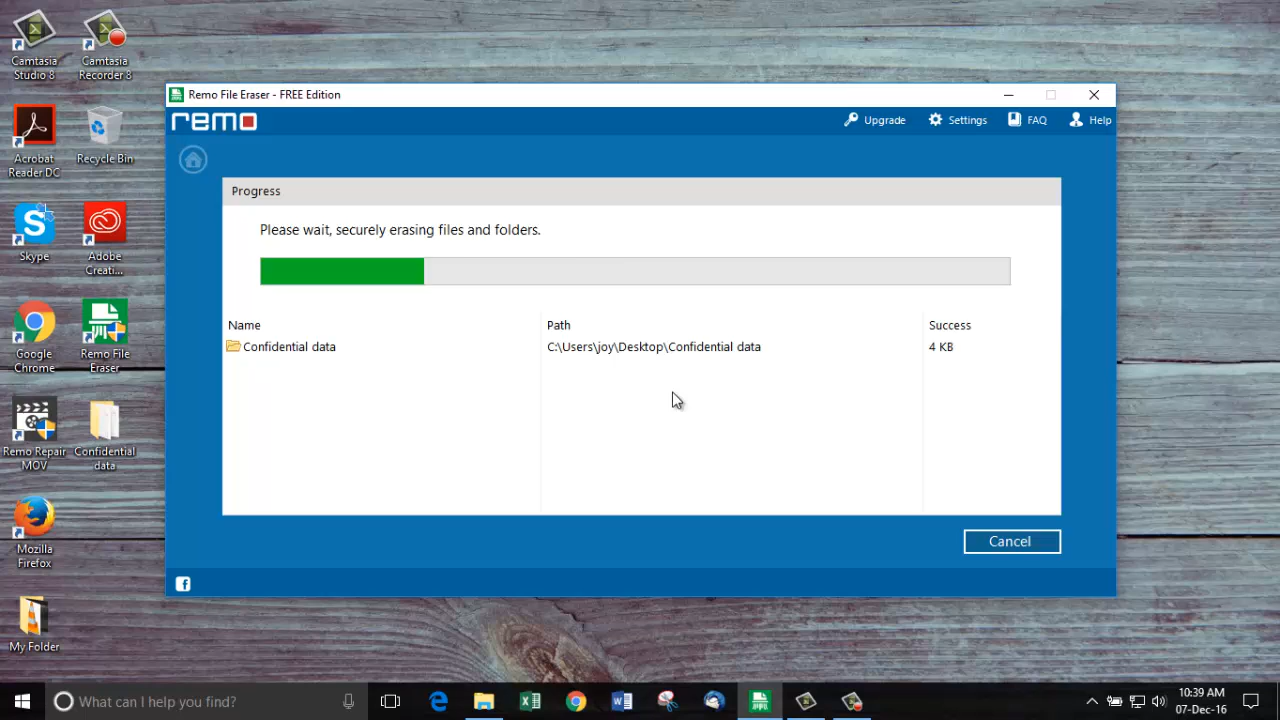 Camtasia
Studio 8
Camtasia
Recorder 8
Acrobat
Reader DC
Recycle Bin
Skype
Adobe
Creati...
Google
Chrome
Remo File
Eraser
Remo Repair
MOV
Confidential
data
Mozilla
Firefox
My Folder
Remo File Eraser - FREE Edition
remo
Upgrade
Settings
FAQ
Help
Progress
Please wait, securely erasing files and folders.
Name
Path
Success
Confidential data
C:\Users\joy\Desktop\Confidential data
4 KB
Cancel
What can I help you find?
10:39 AM
07-Dec-16